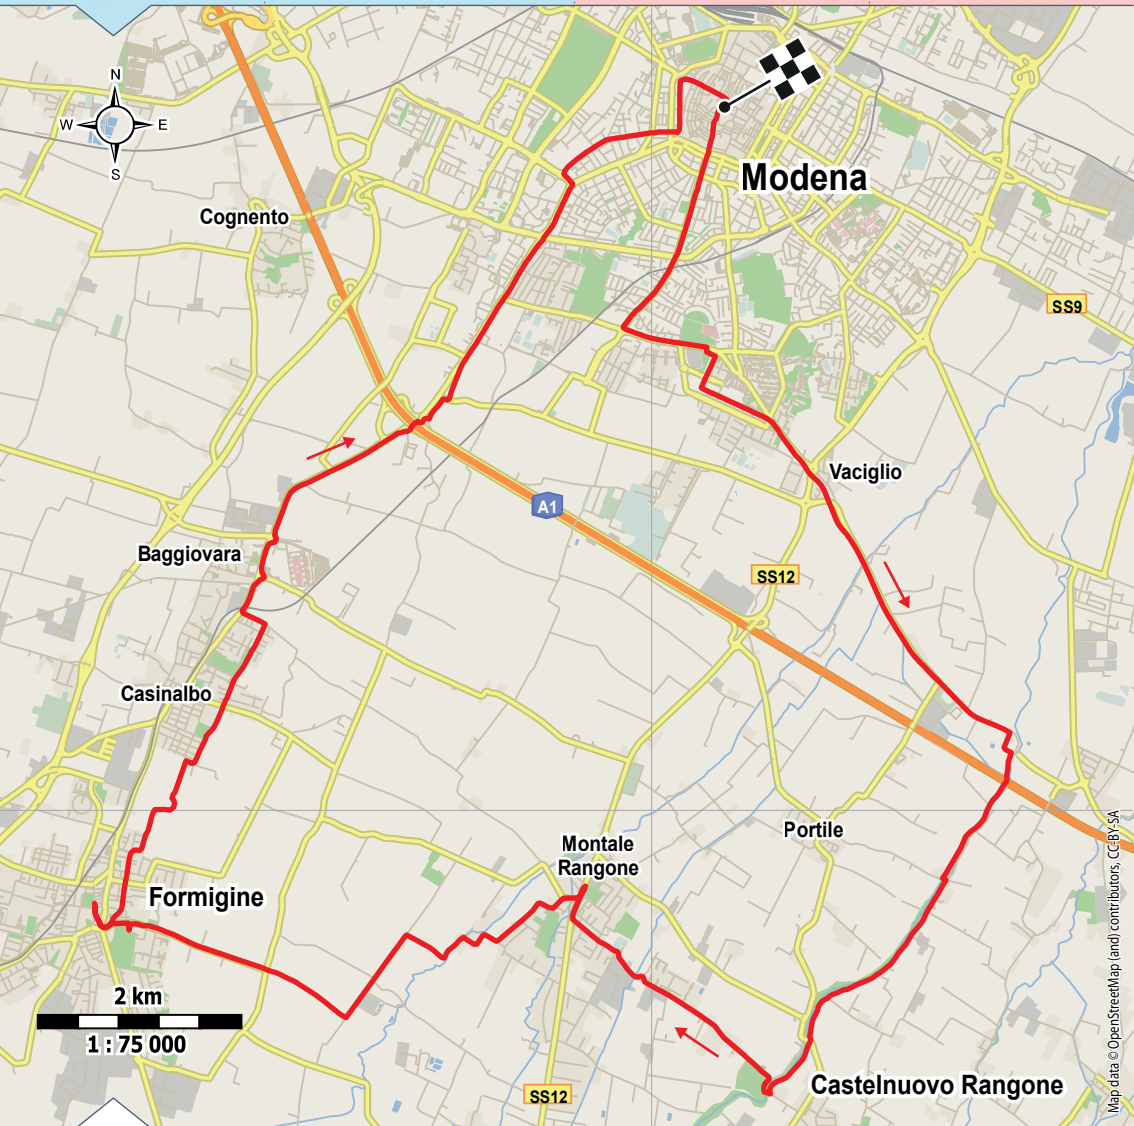 N
W
E
S
Modena
Cognento
SS9
Vaciglio
A1
Baggiovara
SS12
Casinalbo
Portile
Montale
Rangone
Formigine
2 km
1 : 75 000
Castelnuovo Rangone
SS12
Map data © OpenStreetMap (and) contributors, CC-BY-SA